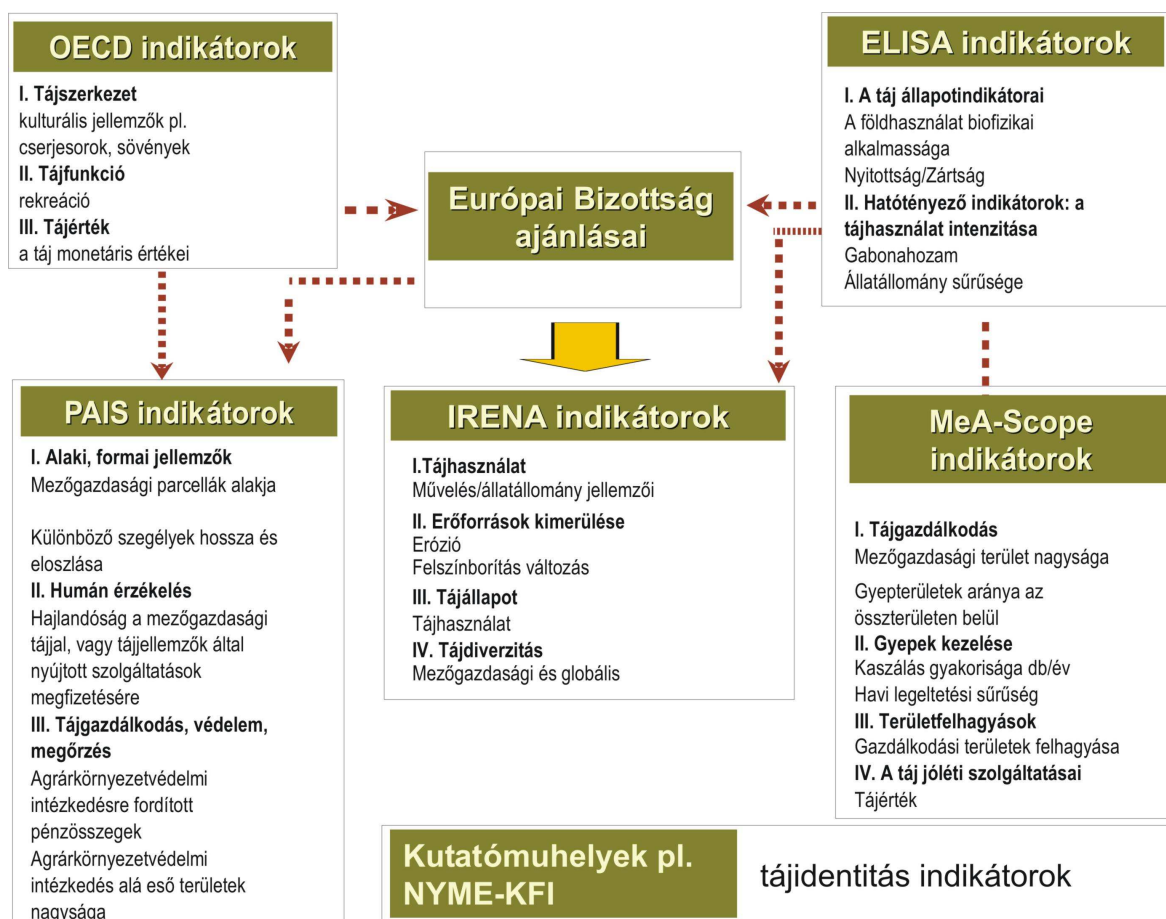 OECD indikátorok
I. Tájszerkezet
kulturális jellemzők pl.
cserjesorok, sövények
II. Tájfunkció
rekreáció
III. Tájérték
a táj monetáris értékei
Európai Bizottság
ajánlásai
ELISA indikátorok
I. A táj állapotindikátorai
A földhasználat biofizikai
alkalmassága
Nyitottság/Zártság
II. Hatótényező indikátorok: a
tájhasználat intenzitása
Gabonahozam
Állatállomány sűrűsége
PAIS indikátorok
I. Alaki, formai jellemzők
Mezőgazdasági parcellák alakja
Különböző szegélyek hossza és
eloszlása
II. Humán érzékelés
Hajlandóság a mezőgazdasági
tájjal, vagy tájjellemzők által
nyújtott szolgáltatások
megfizetésére
III. Tájgazdálkodás, védelem,
megőrzés
Agrárkörnyezetvédelmi
intézkedésre fordított
pénzösszegek
Agrárkörnyezetvédelmi
intézkedés alá eső területek
nagysága
IRENA indikátorok
I.Tájhasználat
Művelés/állatállomány jellemzői
II. Erőforrások kimerülése
Erózió
Felszínborítás változás
III. Tájállapot
Tájhasználat
IV. Tájdiverzitás
Mezőgazdasági és globális
MeA-Scope
indikátorok
I. Tájgazdálkodás
Mezőgazdasági terület nagysága
Gyepterületek aránya az
összterületen belül
II. Gyepek kezelése
Kaszálás gyakorisága db/év
Havi legeltetési sűrűség
III. Területfelhagyások
Gazdálkodási területek felhagyása
IV. A táj jóléti szolgáltatásai
Tájérték
Kutatómuhelyek pl.
NYME-KFI
tájidentitás indikátorok